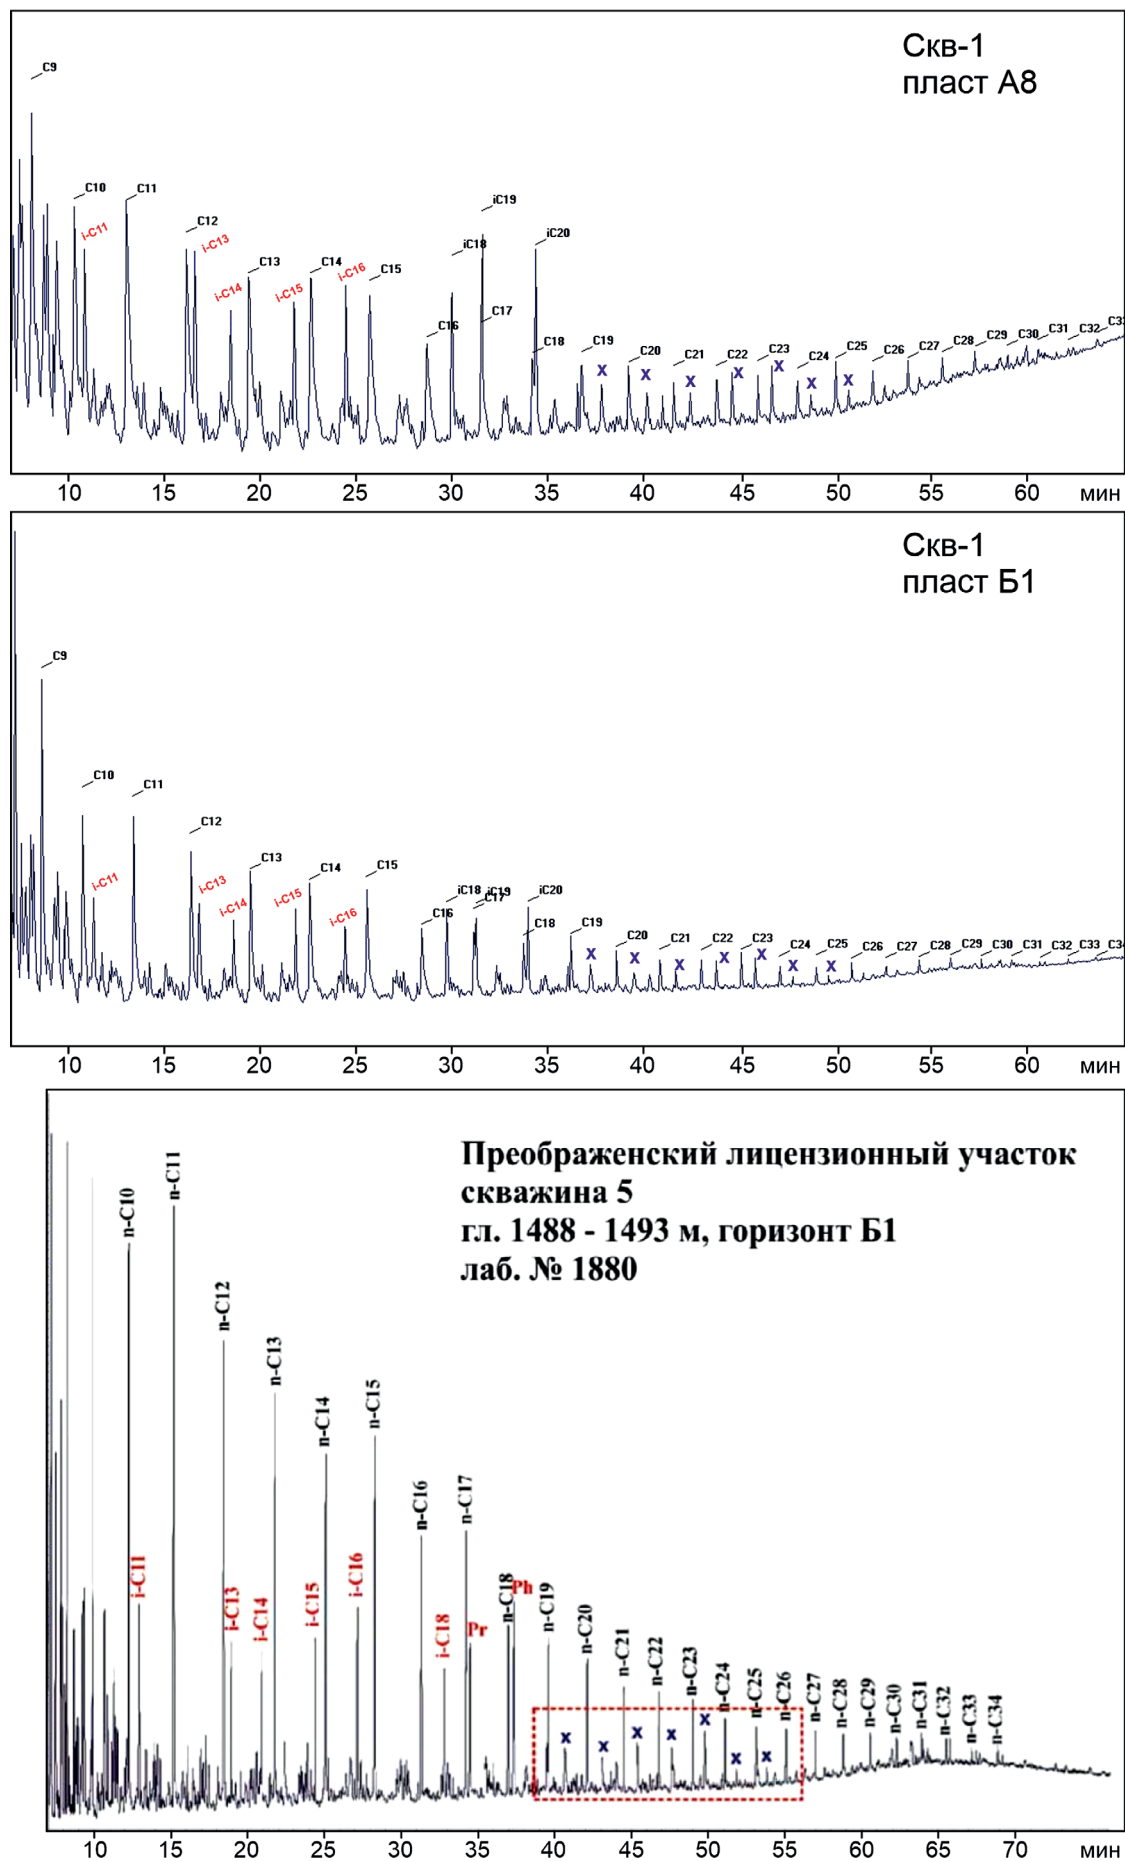 Скв-1
пласт А8
C9
C10
i-C11
C11
C12
i-C13
i-C14
C13
i-C15
C14
i-C16
C15
C16
iC18
iC19
C17
iC20
C18
C19
X
C20
X
C21
X
C22
X
C23
X
C24
X
C25
X
C26
C27
C28
C29
C30
C31
C32
C33
10 15 20 25 30 35 40 45 50 55 60 мин
Скв-1
пласт Б1
C9
C10
i-C11
C11
C12
i-C13
i-C14
C13
i-C15
C14
i-C16
C15
C16
iC18
iC19
C17
iC20
C18
C19
X
C20
X
C21
X
C22
X
C23
X
C24
X
C25
X
C26
C27
C28
C29
C30
C31
C32
C33
C34
10 15 20 25 30 35 40 45 50 55 60 мин
Преображенский лицензионный участок
скважина 5
гл. 1488 - 1493 м, горизонт Б1
лаб. № 1880
n-C10
i-C11
n-C11
n-C12
i-C13
i-C14
n-C13
i-C15
n-C14
i-C16
n-C15
n-C16
i-C18
n-C17
Pr
n-C18
Ph
n-C19
x
n-C20
x
n-C21
x
n-C22
x
n-C23
x
n-C24
x
n-C25
x
n-C26
n-C27
n-C28
n-C29
n-C30
n-C31
n-C32
n-C33
n-C34
10 15 20 25 30 35 40 45 50 55 60 65 70 мин